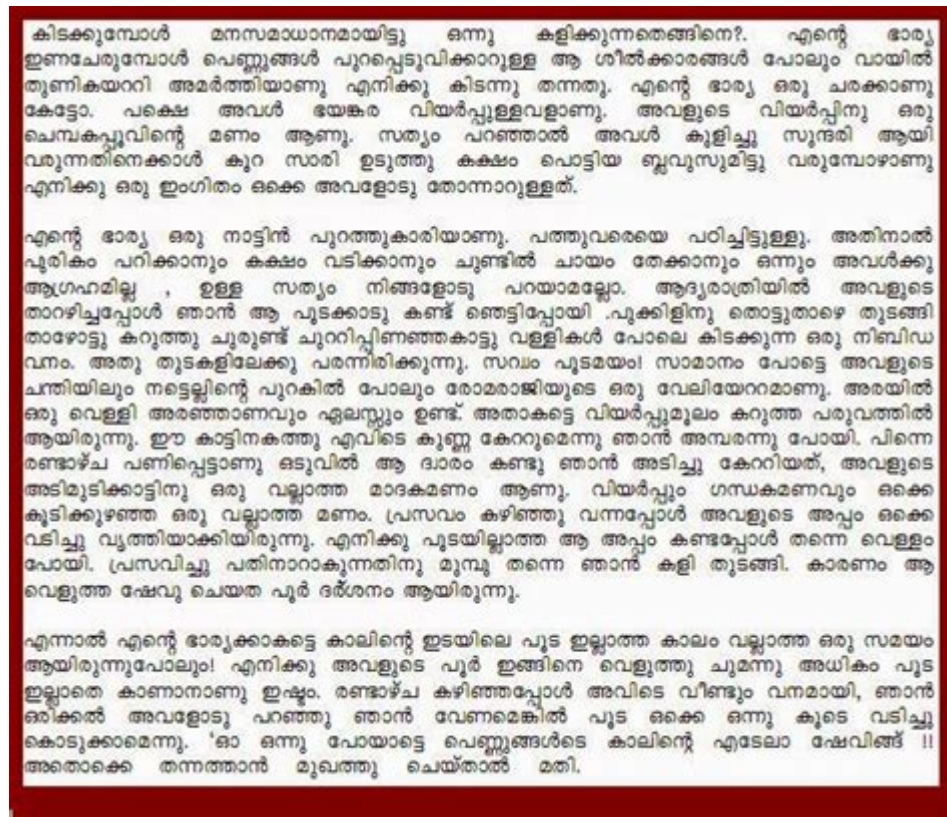 കിടക്കുമ്പോൾ മനസമാധാനമായിട്ടു ഒന്നു കളിക്കുന്നതെങ്ങിനെ?. എന്റെ ഭാര്യ
ഇണചേരുമ്പോൾ പെണ്ണുങ്ങൾ പുറപ്പെടുവിക്കാറുള്ള ആ ശീൽക്കാരങ്ങൾ പോലും വായിൽ
തുണികയററി അമർത്തിയാണു എനിക്കു കിടന്നു തന്നതു. എന്റെ ഭാര്യ ഒരു ചരക്കാണു
കേട്ടോ. പക്ഷെ അവൾ ഭയങ്കര വിയർപ്പുള്ളവളാണു. അവളുടെ വിയർപ്പിനു ഒരു
ചെമ്പകപ്പൂവിന്റെ മണം ആണു. സത്യം പറഞ്ഞാൽ അവൾ കുളിച്ചു സുന്ദരി ആയി
വരുന്നതിനെക്കാൾ കൂറ സാരി ഉടുത്തു കക്ഷം പൊട്ടിയ ബ്ലവുസുമിട്ടു വരുമ്പോഴാണു
എനിക്കു ഒരു ഇംഗിതം ഒക്കെ അവളോടു തോന്നാറുള്ളത്.
എന്റെ ഭാര്യ ഒരു നാട്ടിൻ പുറത്തുകാരിയാണു. പത്തുവരെയെ പഠിച്ചിട്ടുള്ളു. അതിനാൽ
പുരികം പറിക്കാനും കക്ഷം വടിക്കാനും ചുണ്ടിൽ ചായം തേക്കാനും ഒന്നും അവൾക്കു
ആഗ്രഹമില്ല , ഉള്ള സത്യം നിങ്ങളോടു പറയാമല്ലോ. ആദ്യരാത്രിയിൽ അവളുടെ
താറഴിച്ചപ്പോൾ ഞാൻ ആ പൂടക്കാടു കണ്ട് ഞെട്ടിപ്പോയി .പുക്കിളിനു തൊട്ടുതാഴെ തുടങ്ങി
താഴോട്ടു കറുത്തു ചുരുണ്ട് ചുററിപ്പിണഞ്ഞകാട്ടു വള്ളികൾ പോലെ കിടക്കുന്ന ഒരു നിബിഡ
വനം. അതു തുടകളിലേക്കു പരന്നിരിക്കുന്നു. സവ്വം പൂടമയം! സാമാനം പോട്ടെ അവളുടെ
ചന്തിയിലും നട്ടെല്ലിന്റെ പുറകിൽ പോലും രോമരാജിയുടെ ഒരു വേലിയേററമാണു. അരയിൽ
ഒരു വെള്ളി അരഞ്ഞാണവും ഏലസ്സും ഉണ്ട്. അതാകട്ടെ വിയർപ്പുമൂലം കറുത്ത പരുവത്തിൽ
ആയിരുന്നു. ഈ കാട്ടിനകത്തു എവിടെ കുണ്ണ കേററുമെന്നു ഞാൻ അമ്പരന്നു പോയി. പിന്നെ
രണ്ടാഴ്ച പണിപ്പെട്ടാണു ഒടുവിൽ ആ ദ്വാരം കണ്ടു ഞാൻ അടിച്ചു കേററിയത്, അവളുടെ
അടിമുടിക്കാട്ടിനു ഒരു വല്ലാത്ത മാദകമണം ആണു. വിയർപ്പും ഗന്ധകമണവും ഒക്കെ
കൂടിക്കുഴഞ്ഞ ഒരു വല്ലാത്ത മണം. പ്രസവം കഴിഞ്ഞു വന്നപ്പോൾ അവളുടെ അപ്പം ഒക്കെ
വടിച്ചു വൃത്തിയാക്കിയിരുന്നു. എനിക്കു പൂടയില്ലാത്ത ആ അപ്പം കണ്ടപ്പോൾ തന്നെ വെള്ളം
പോയി. പ്രസവിച്ചു പതിനാറാകുന്നതിനു മുമ്പു തന്നെ ഞാൻ കളി തുടങ്ങി. കാരണം ആ
വെളുത്ത ഷേവു ചെയത പൂർ ദർശനം ആയിരുന്നു.
എന്നാൽ എന്റെ ഭാര്യക്കാകട്ടെ കാലിന്റെ ഇടയിലെ പൂട ഇല്ലാത്ത കാലം വല്ലാത്ത ഒരു സമയം
ആയിരുന്നുപോലും! എനിക്കു അവളുടെ പൂർ ഇങ്ങിനെ വെളുത്തു ചുമന്നു അധികം പൂട
ഇല്ലാതെ കാണാനാണു ഇഷ്ടം. രണ്ടാഴ്ച കഴിഞ്ഞപ്പോൾ അവിടെ വീണ്ടും വനമായി, ഞാൻ
ഒരിക്കൽ അവളോടു പറഞ്ഞു ഞാൻ വേണമെങ്കിൽ പൂട ഒക്കെ ഒന്നു കൂടെ വടിച്ചു
കൊടുക്കാമെന്നു. 'ഓ ഒന്നു പോയാട്ടെ പെണ്ണുങ്ങൾടെ കാലിന്റെ എടേലാ ഷേവിങ്ങ് !!
അതൊക്കെ തന്നത്താൻ മുഖത്തു ചെയ്താൽ മതി.